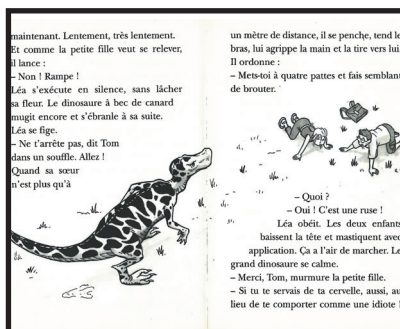 maintenant. Lentement, très lentement.
Et comme la petite fille veut se relever,
il lance :
– Non ! Rampe !
Léa s'exécute en silence, sans lâcher
sa fleur. Le dinosaure à bec de canard
mugit encore et s'ébranle à sa suite.
Léa se fige.
– Ne t'arrête pas, dit Tom
dans un souffle. Allez !
Quand sa sœur
n'est plus qu'à
un mètre de distance, il se penche, tend le
bras, lui agrippe la main et la tire vers lui.
Il ordonne :
– Mets-toi à quatre pattes et fais semblant
de brouter.
– Quoi ?
– Oui ! C'est une ruse !
Léa obéit. Les deux enfants
baissent la tête et mastiquent avec
application. Ça a l'air de marcher. Le
grand dinosaure se calme.
– Merci, Tom, murmure la petite fille.
– Si tu te servais de ta cervelle, aussi, au
lieu de te comporter comme une idiote !